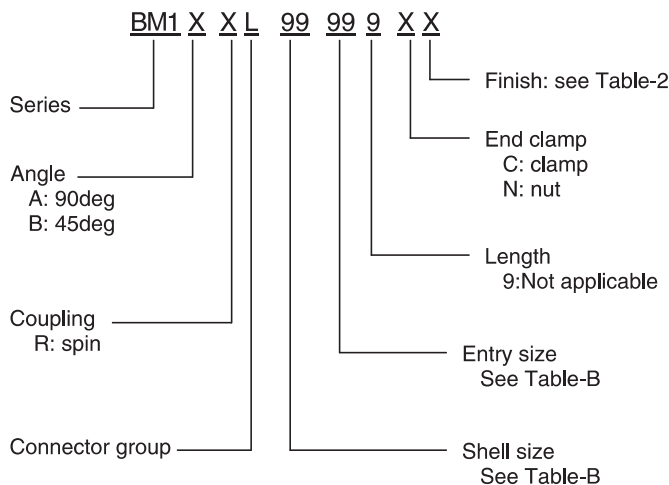 BM1 X X L 99 99 9 X X
Finish: see Table-2
Series
End clamp
C: clamp
N: nut
Angle
A: 90deg
B: 45deg
Length
9:Not applicable
Coupling
R: spin
Entry size
See Table-B
Connector group
Shell size
See Table-B